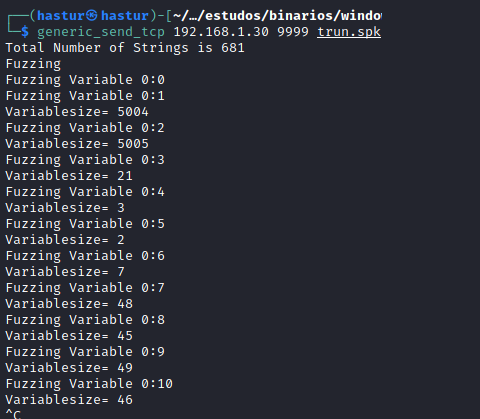 ┌──(hastur㉿hastur)-[~/…/estudos/binarios/window
└─$ generic_send_tcp 192.168.1.30 9999 trun.spk
Total Number of Strings is 681
Fuzzing
Fuzzing Variable 0:0
Fuzzing Variable 0:1
Variablesize= 5004
Fuzzing Variable 0:2
Variablesize= 5005
Fuzzing Variable 0:3
Variablesize= 21
Fuzzing Variable 0:4
Variablesize= 3
Fuzzing Variable 0:5
Variablesize= 2
Fuzzing Variable 0:6
Variablesize= 7
Fuzzing Variable 0:7
Variablesize= 48
Fuzzing Variable 0:8
Variablesize= 45
Fuzzing Variable 0:9
Variablesize= 49
Fuzzing Variable 0:10
Variablesize= 46
^C